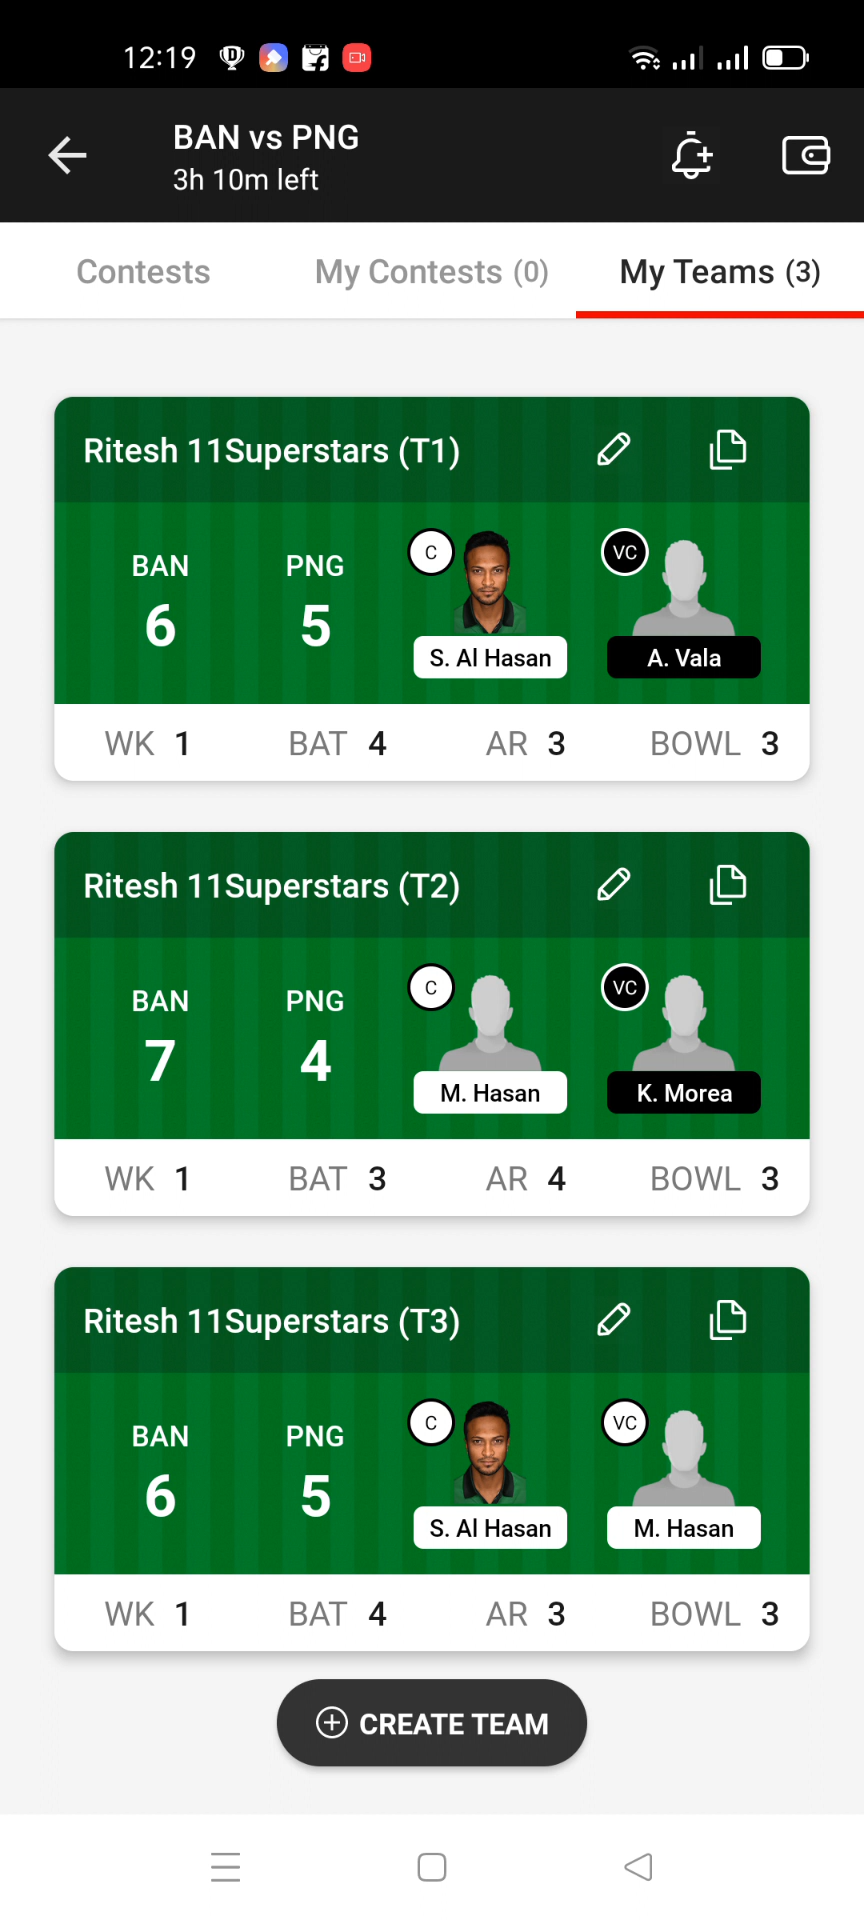 12:19
BAN vs PNG
3h 10m left
Contests
My Contests (0)
My Teams (3)
Ritesh 11Superstars (T1)
BAN
PNG
6
5
C
VC
S. Al Hasan
A. Vala
WK 1
BAT 4
AR 3
BOWL 3
Ritesh 11Superstars (T2)
BAN
PNG
7
4
C
VC
M. Hasan
K. Morea
WK 1
BAT 3
AR 4
BOWL 3
Ritesh 11Superstars (T3)
BAN
PNG
6
5
C
VC
S. Al Hasan
M. Hasan
WK 1
BAT 4
AR 3
BOWL 3
CREATE TEAM